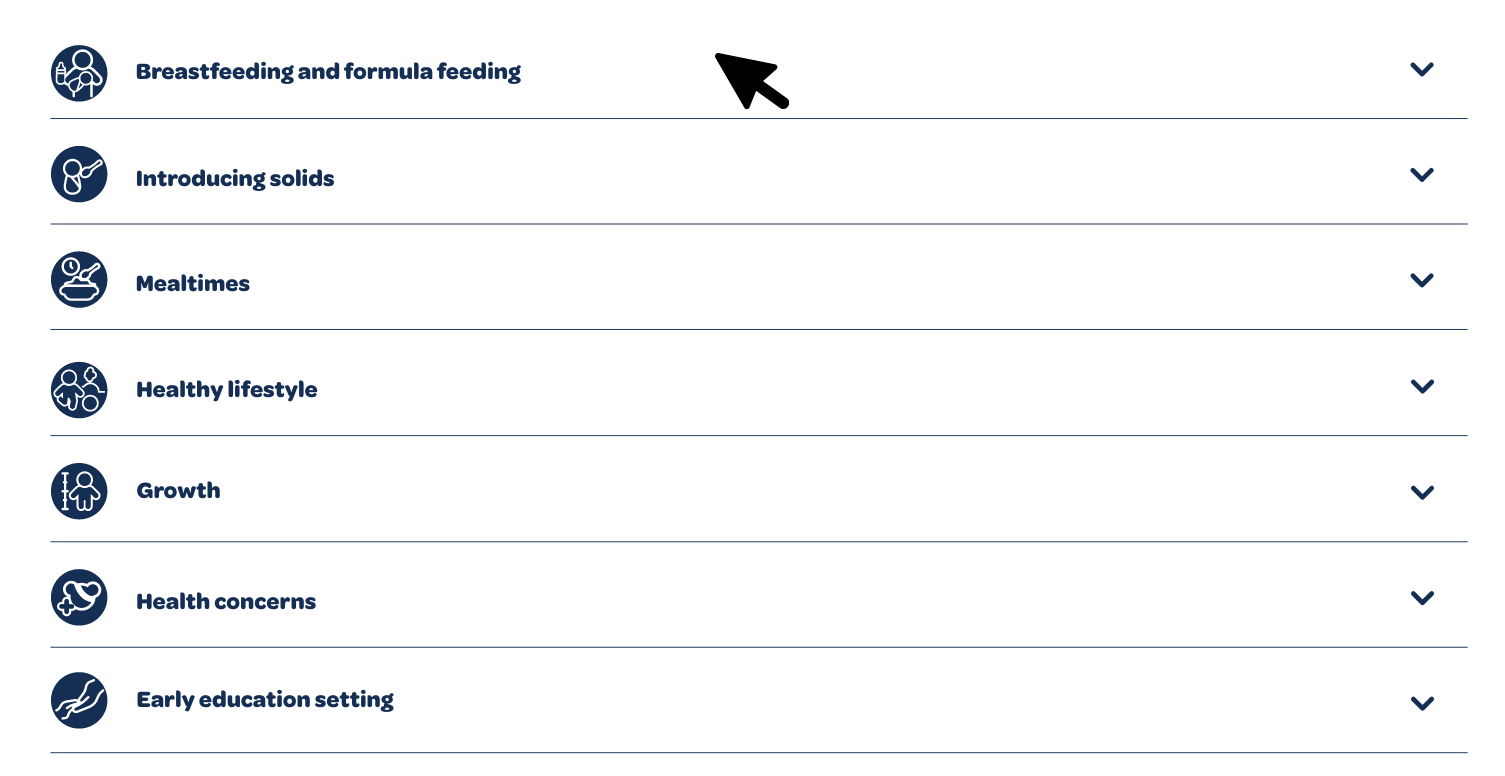 Breastfeeding and formula feeding
Introducing solids
Mealtimes
Healthy lifestyle
Growth
Health concerns
Early education setting